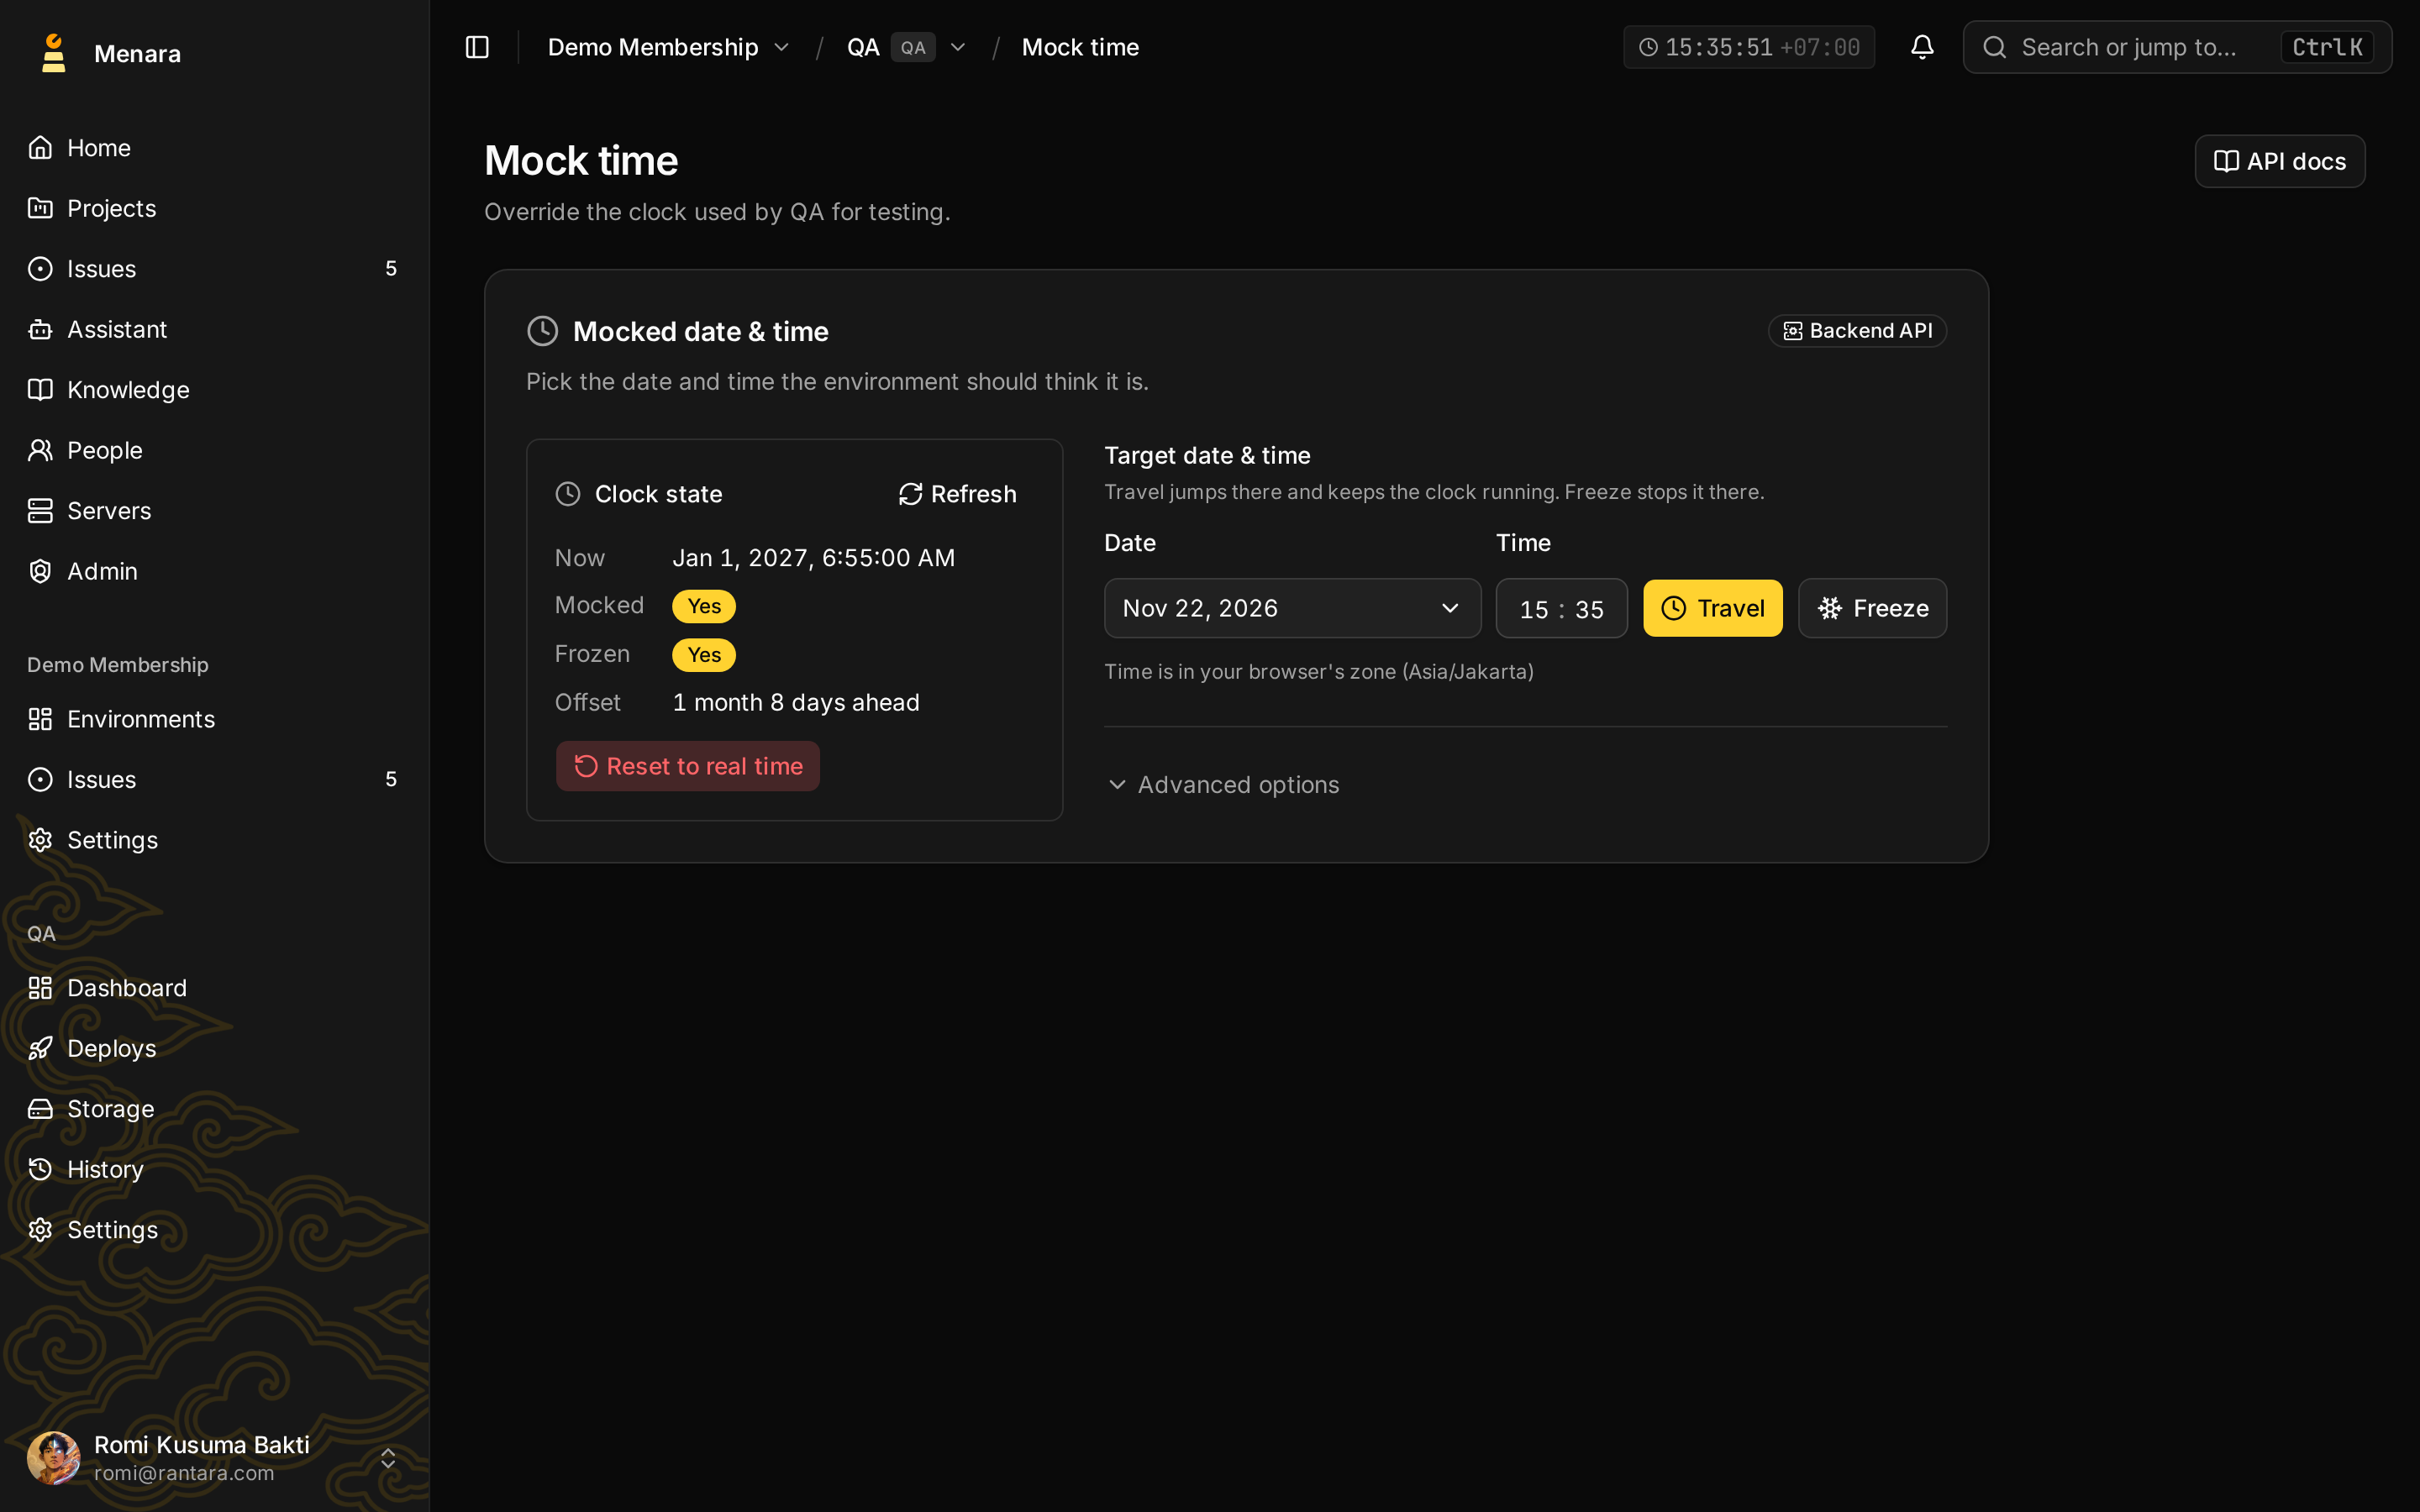 Menara
Home
Projects
Issues 5
Assistant
Knowledge
People
Servers
Admin
Demo Membership
Environments
Issues 5
Settings
QA
Dashboard
Deploys
Storage
History
Settings
Romi Kusuma Bakti
romi@rantara.com
Demo Membership / QA QA / Mock time
15:35:51 +07:00
Search or jump to... Ctrl K
Mock time
Override the clock used by QA for testing.
API docs
Mocked date & time
Backend API
Pick the date and time the environment should think it is.
Clock state
Refresh
Now Jan 1, 2027, 6:55:00 AM
Mocked Yes
Frozen Yes
Offset 1 month 8 days ahead
Reset to real time
Target date & time
Travel jumps there and keeps the clock running. Freeze stops it there.
Date Time
Nov 22, 2026 15 : 35 Travel Freeze
Time is in your browser's zone (Asia/Jakarta)
Advanced options